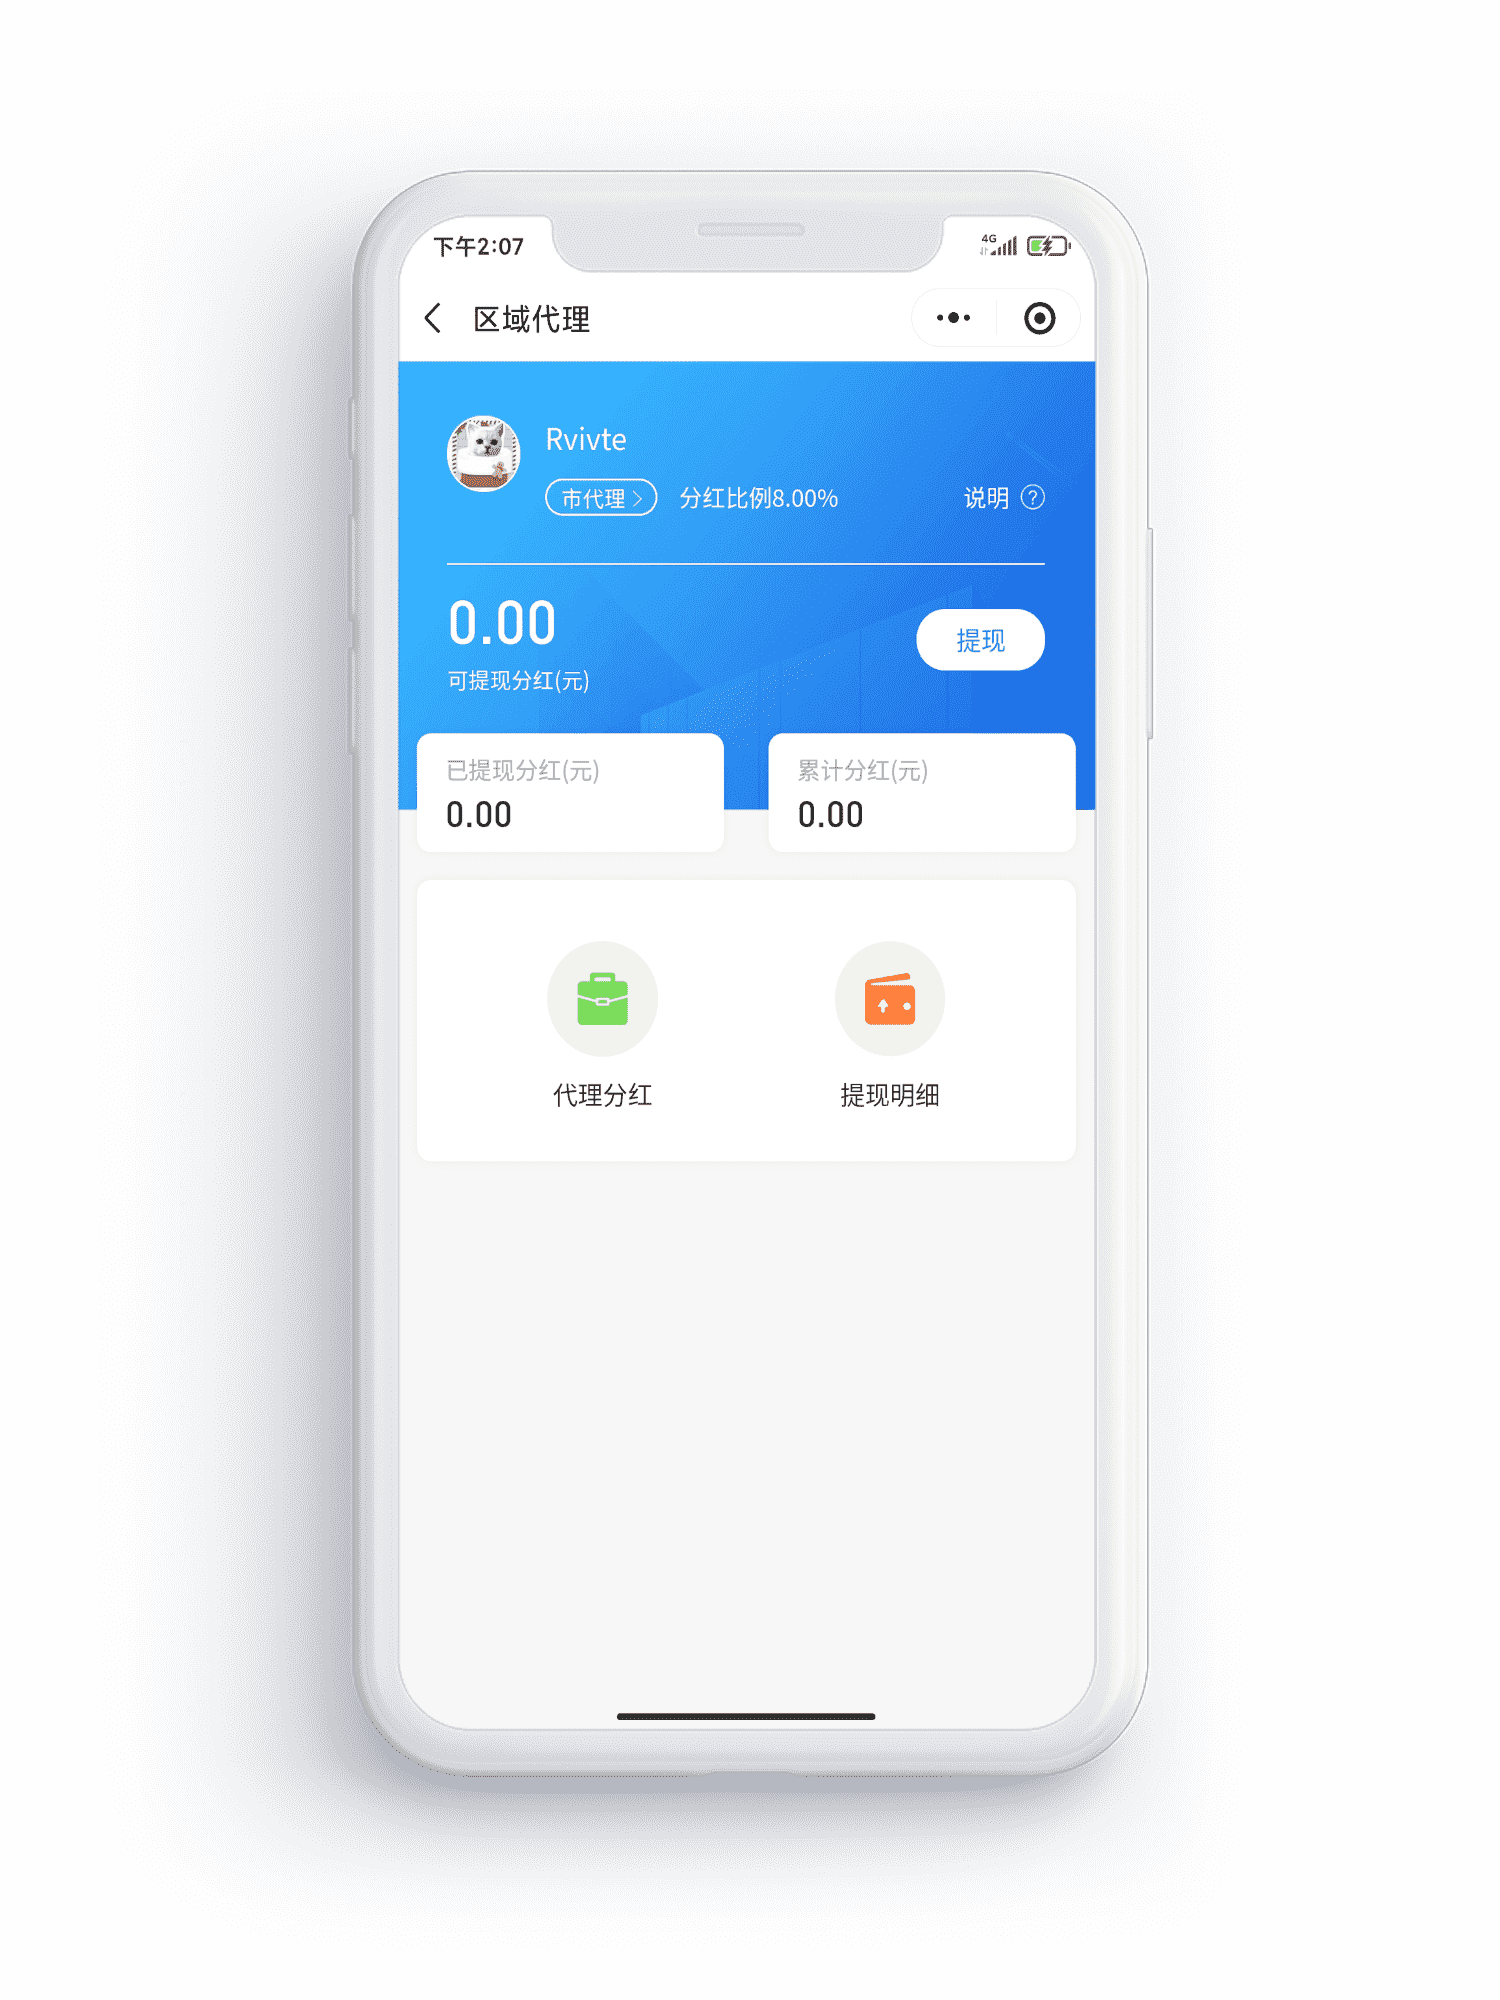 下午2:07
4G
区域代理
Rvivte
市代理 分红比例8.00% 说明
0.00
可提现分红(元)
提现
已提现分红(元) 累计分红(元)
0.00 0.00
代理分红 提现明细